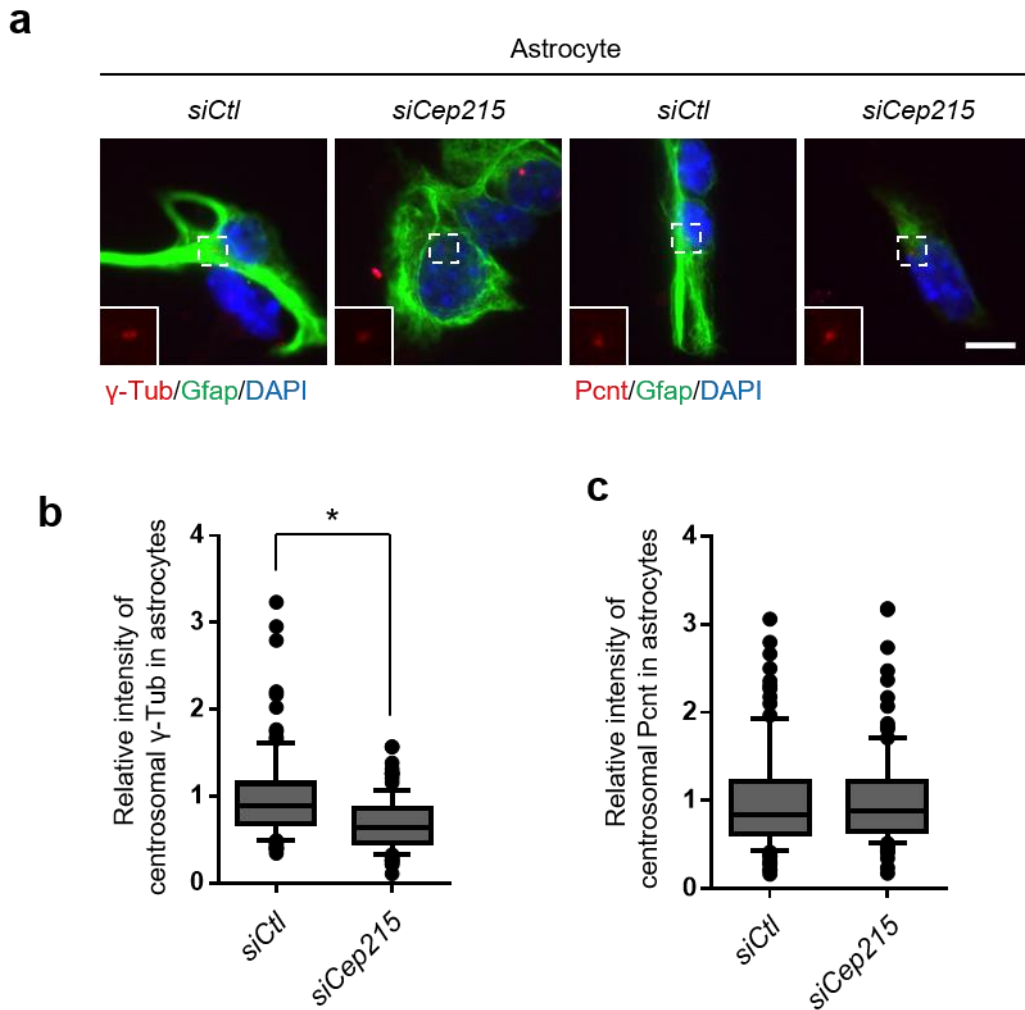 a
Astrocyte
siCtl siCep215 siCtl siCep215
γ-Tub/Gfap/DAPI Pcnt/Gfap/DAPI
b
Relative intensity of
centrosomal γ-Tub in astrocytes
4
3
2
1
0
*
siCtl
siCep215
c
Relative intensity of
centrosomal Pcnt in astrocytes
4
3
2
1
0
siCtl
siCep215